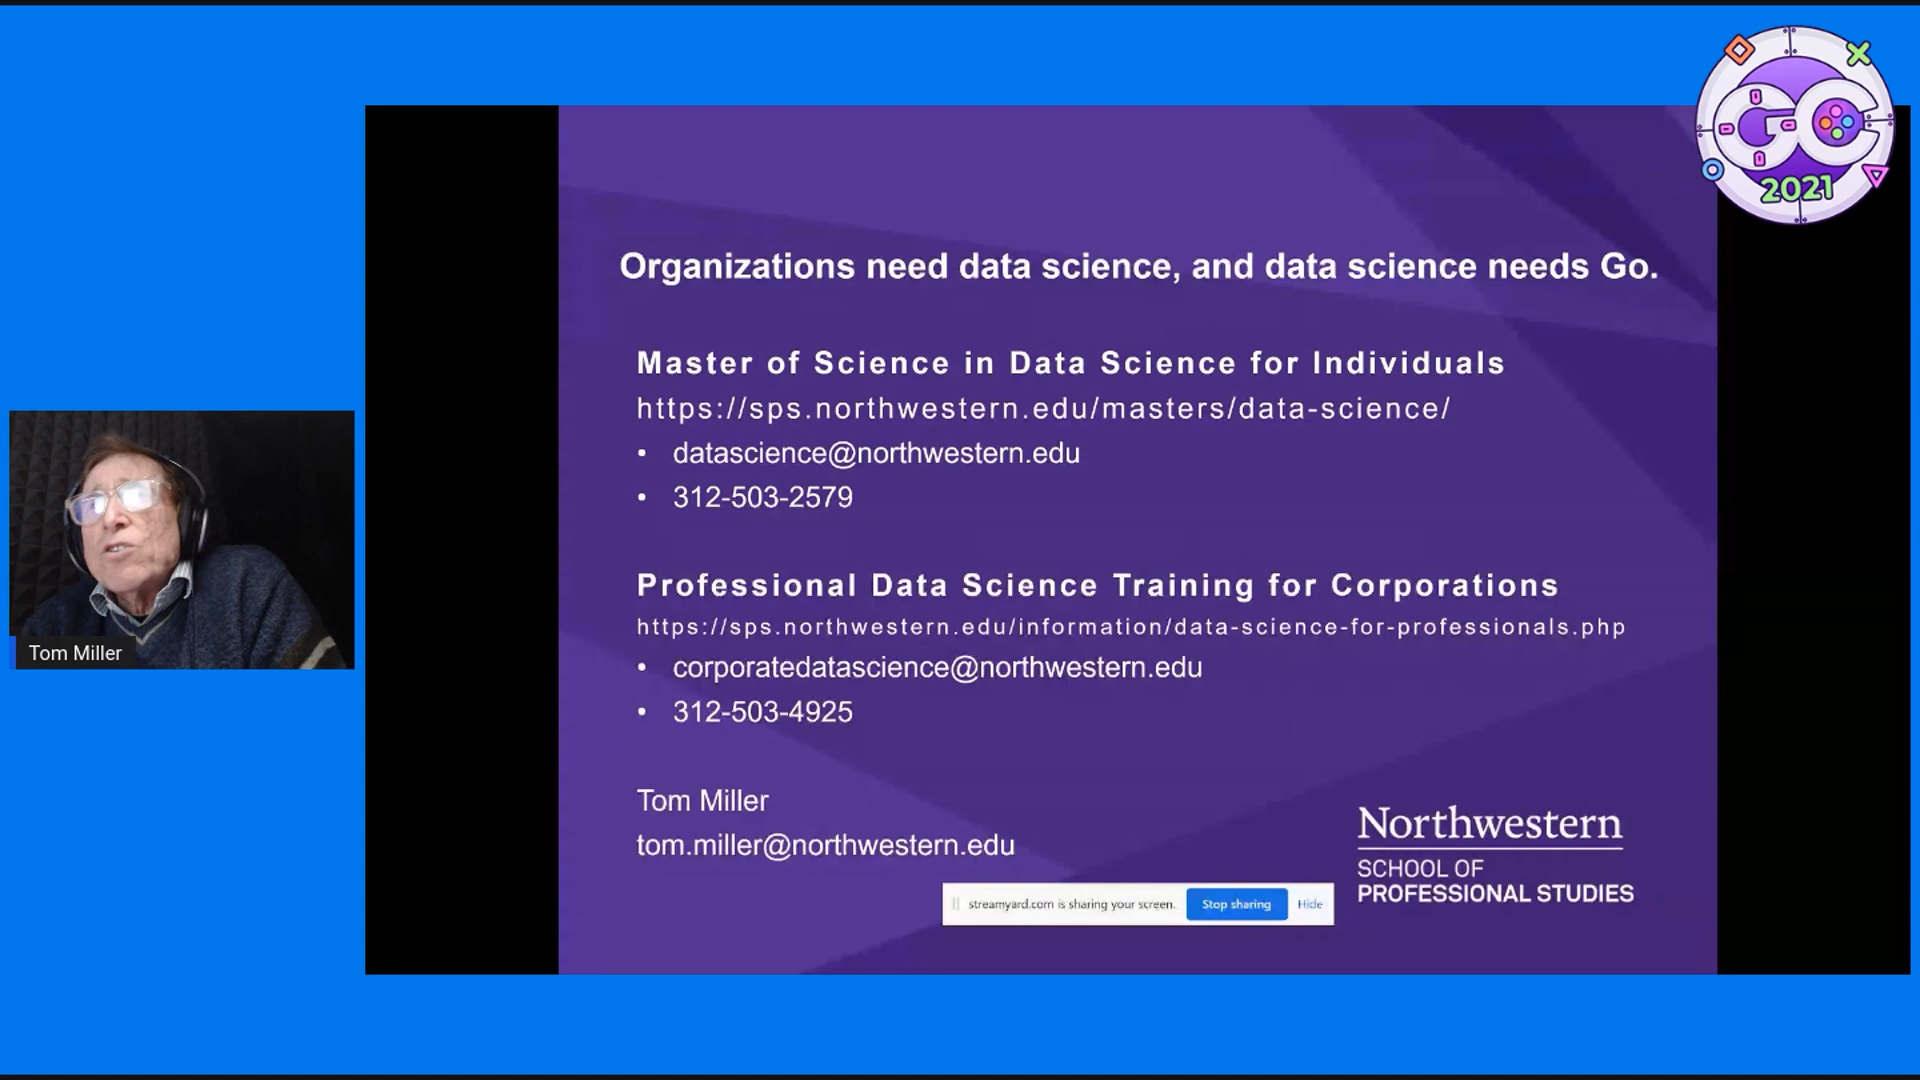 GC
2021
Organizations need data science, and data science needs Go.
Master of Science in Data Science for Individuals
https://sps.northwestern.edu/masters/data-science/
• datascience@northwestern.edu
• 312-503-2579
Professional Data Science Training for Corporations
https://sps.northwestern.edu/information/data-science-for-professionals.php
• corporatedatascience@northwestern.edu
• 312-503-4925
Tom Miller
tom.miller@northwestern.edu
Northwestern
SCHOOL OF
PROFESSIONAL STUDIES
streamyard.com is sharing your screen. Stop sharing Hide
Tom Miller